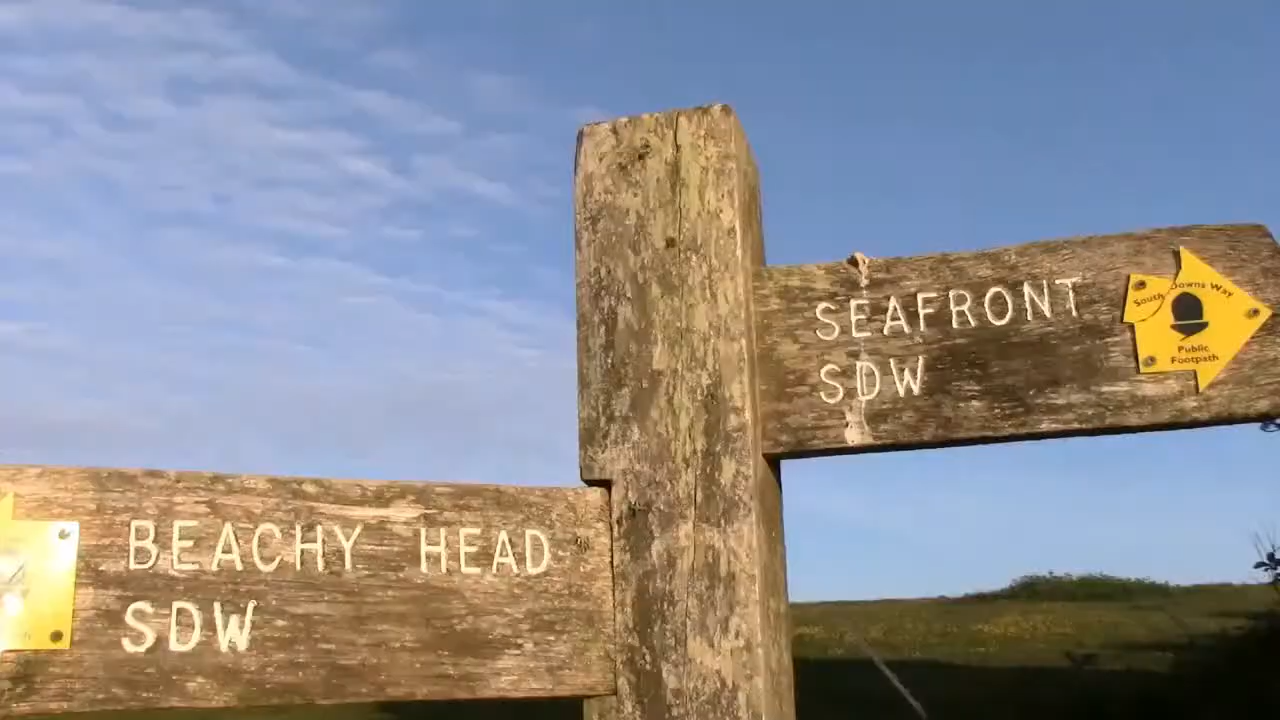 BEACHY HEAD
SDW
SEAFRONT
SDW
South Downs Way
Public
Footpath